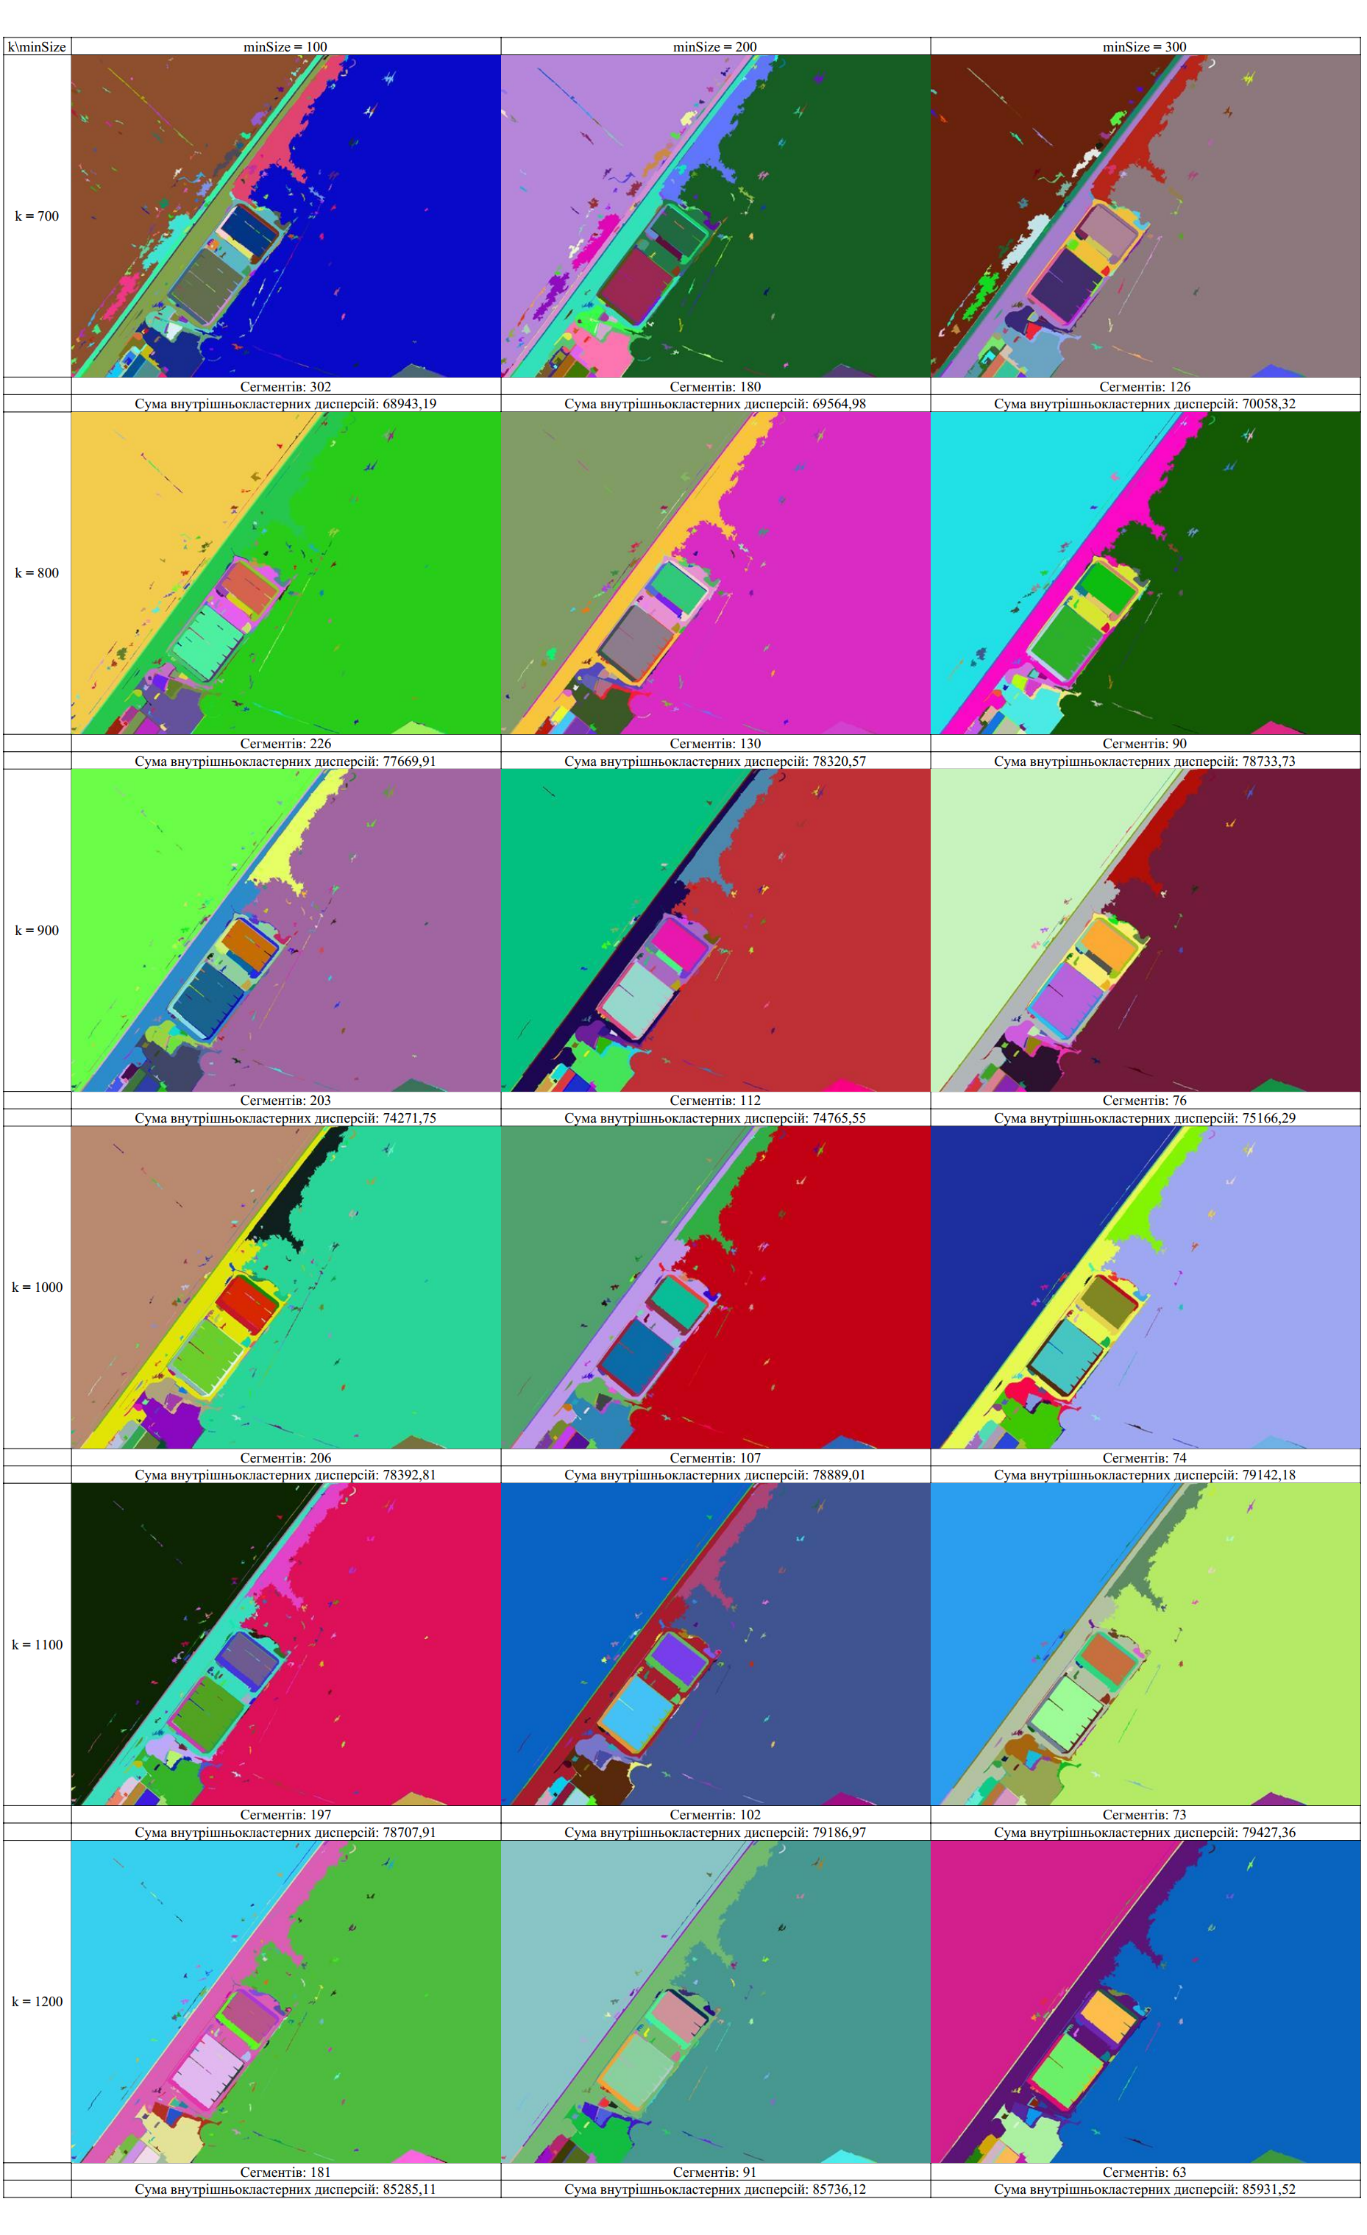 k\minSize minSize = 100 minSize = 200 minSize = 300
k = 700
Сегментів: 302 Сегментів: 180 Сегментів: 126
Сума внутрішньокластерних дисперсій: 68943,19 Сума внутрішньокластерних дисперсій: 69564,98 Сума внутрішньокластерних дисперсій: 70058,32
k = 800
Сегментів: 226 Сегментів: 130 Сегментів: 90
Сума внутрішньокластерних дисперсій: 77669,91 Сума внутрішньокластерних дисперсій: 78320,57 Сума внутрішньокластерних дисперсій: 78733,73
k = 900
Сегментів: 203 Сегментів: 112 Сегментів: 76
Сума внутрішньокластерних дисперсій: 74271,75 Сума внутрішньокластерних дисперсій: 74765,55 Сума внутрішньокластерних дисперсій: 75166,29
k = 1000
Сегментів: 206 Сегментів: 107 Сегментів: 74
Сума внутрішньокластерних дисперсій: 78392,81 Сума внутрішньокластерних дисперсій: 78889,01 Сума внутрішньокластерних дисперсій: 79142,18
k = 1100
Сегментів: 197 Сегментів: 102 Сегментів: 73
Сума внутрішньокластерних дисперсій: 78707,91 Сума внутрішньокластерних дисперсій: 79186,97 Сума внутрішньокластерних дисперсій: 79427,36
k = 1200
Сегментів: 181 Сегментів: 91 Сегментів: 63
Сума внутрішньокластерних дисперсій: 85285,11 Сума внутрішньокластерних дисперсій: 85736,12 Сума внутрішньокластерних дисперсій: 85931,52